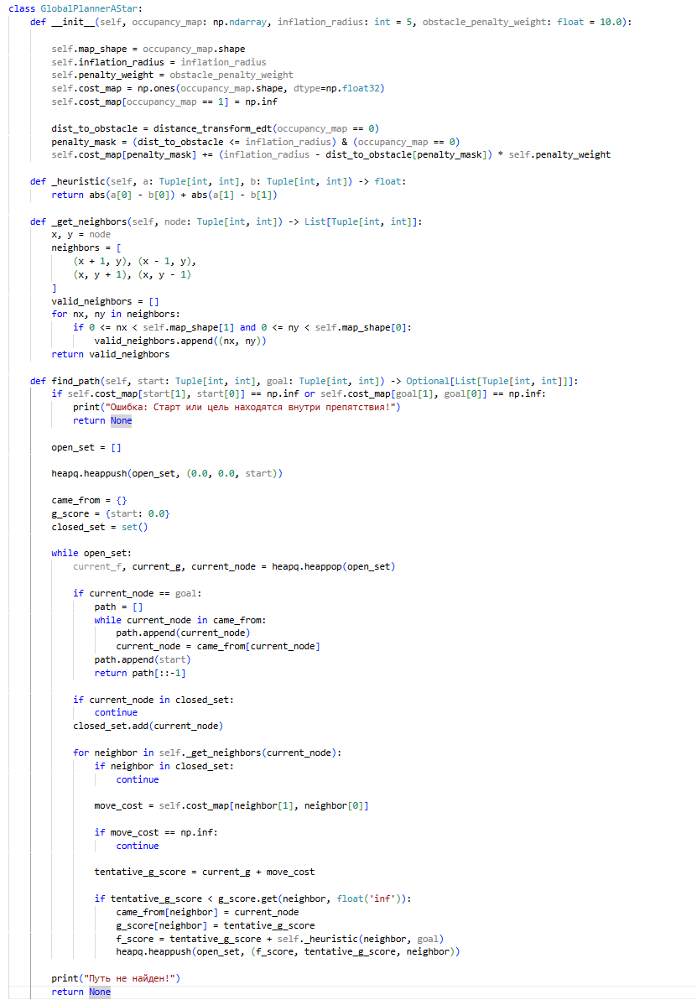 class GlobalPlannerAStar:
    def __init__(self, occupancy_map: np.ndarray, inflation_radius: int = 5, obstacle_penalty_weight: float = 10.0):
        self.map_shape = occupancy_map.shape
        self.inflation_radius = inflation_radius
        self.penalty_weight = obstacle_penalty_weight
        self.cost_map = np.ones(occupancy_map.shape, dtype=np.float32)
        self.cost_map[occupancy_map == 1] = np.inf
        dist_to_obstacle = distance_transform_edt(occupancy_map == 0)
        penalty_mask = (dist_to_obstacle <= inflation_radius) & (occupancy_map == 0)
        self.cost_map[penalty_mask] += (inflation_radius - dist_to_obstacle[penalty_mask]) * self.penalty_weight
    def _heuristic(self, a: Tuple[int, int], b: Tuple[int, int]) -> float:
        return abs(a[0] - b[0]) + abs(a[1] - b[1])
    def _get_neighbors(self, node: Tuple[int, int]) -> List[Tuple[int, int]]:
        x, y = node
        neighbors = [
            (x + 1, y), (x - 1, y),
            (x, y + 1), (x, y - 1)
        ]
        valid_neighbors = []
        for nx, ny in neighbors:
            if 0 <= nx < self.map_shape[1] and 0 <= ny < self.map_shape[0]:
                valid_neighbors.append((nx, ny))
        return valid_neighbors
    def find_path(self, start: Tuple[int, int], goal: Tuple[int, int]) -> Optional[List[Tuple[int, int]]]:
        if self.cost_map[start[1], start[0]] == np.inf or self.cost_map[goal[1], goal[0]] == np.inf:
            print("Ошибка: Старт или цель находятся внутри препятствия!")
            return None
        open_set = []
        heapq.heappush(open_set, (0.0, 0.0, start))
        came_from = {}
        g_score = {start: 0.0}
        closed_set = set()
        while open_set:
            current_f, current_g, current_node = heapq.heappop(open_set)
            if current_node == goal:
                path = []
                while current_node in came_from:
                    path.append(current_node)
                    current_node = came_from[current_node]
                path.append(start)
                return path[::-1]
            if current_node in closed_set:
                continue
            closed_set.add(current_node)
            for neighbor in self._get_neighbors(current_node):
                if neighbor in closed_set:
                    continue
                move_cost = self.cost_map[neighbor[1], neighbor[0]]
                if move_cost == np.inf:
                    continue
                tentative_g_score = current_g + move_cost
                if tentative_g_score < g_score.get(neighbor, float('inf')):
                    came_from[neighbor] = current_node
                    g_score[neighbor] = tentative_g_score
                    f_score = tentative_g_score + self._heuristic(neighbor, goal)
                    heapq.heappush(open_set, (f_score, tentative_g_score, neighbor))
        print("Путь не найден!")
        return None